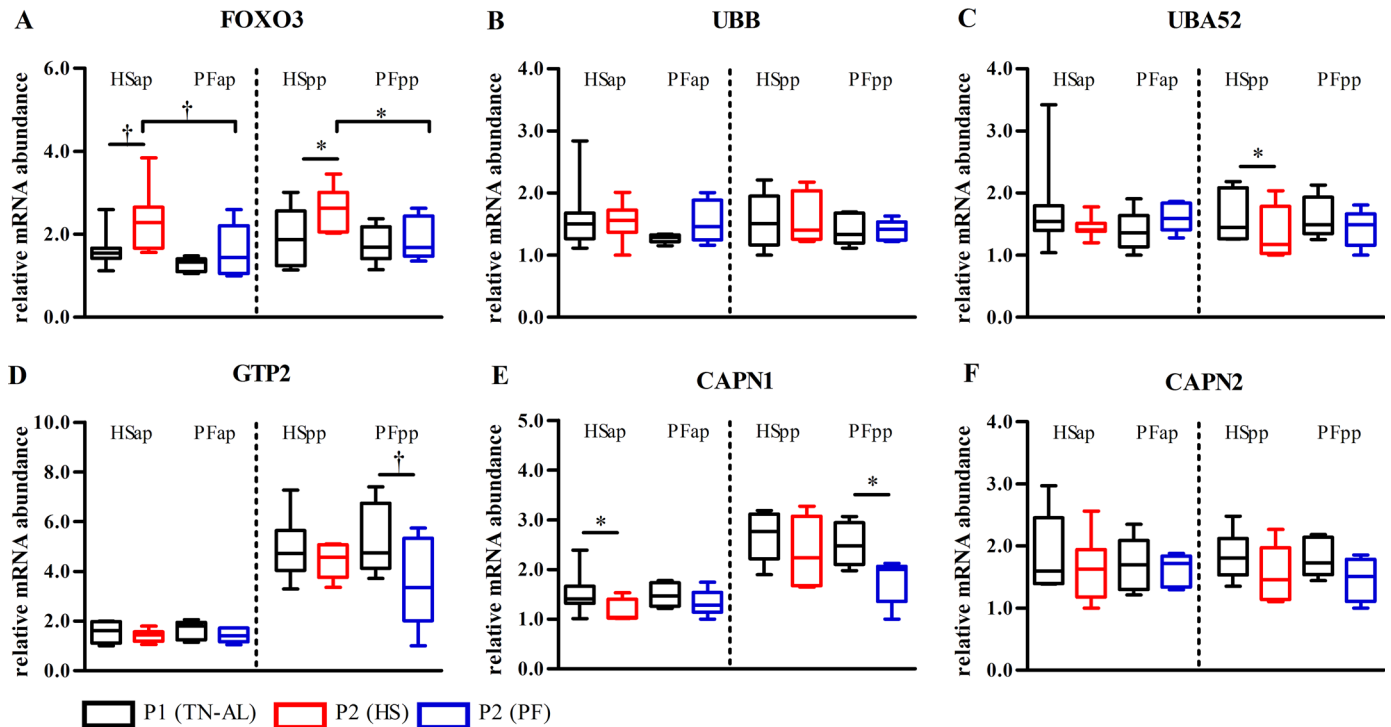 A
FOXO3
relative mRNA abundance
6.0
4.0
2.0
0.0
HSap
PFap
HSpp
PFpp
†
†
*
*
B
UBB
relative mRNA abundance
4.0
3.0
2.0
1.0
0.0
HSap
PFap
HSpp
PFpp
C
UBA52
relative mRNA abundance
4.0
3.0
2.0
1.0
0.0
HSap
PFap
HSpp
PFpp
*
D
GTP2
relative mRNA abundance
10.0
8.0
6.0
4.0
2.0
0.0
HSap
PFap
HSpp
PFpp
†
E
CAPN1
relative mRNA abundance
5.0
4.0
3.0
2.0
1.0
0.0
HSap
PFap
HSpp
PFpp
*
*
F
CAPN2
relative mRNA abundance
4.0
3.0
2.0
1.0
0.0
HSap
PFap
HSpp
PFpp
P1 (TN-AL)
P2 (HS)
P2 (PF)